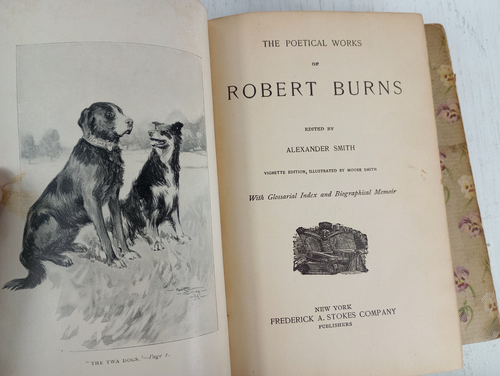 "THE TWA DOGS."—Page 1.
THE POETICAL WORKS
OF
ROBERT BURNS
EDITED BY
ALEXANDER SMITH
VIGNETTE EDITION, ILLUSTRATED BY MOORE SMITH
With Glossarial Index and Biographical Memoir
NEW YORK
FREDERICK A. STOKES COMPANY
PUBLISHERS